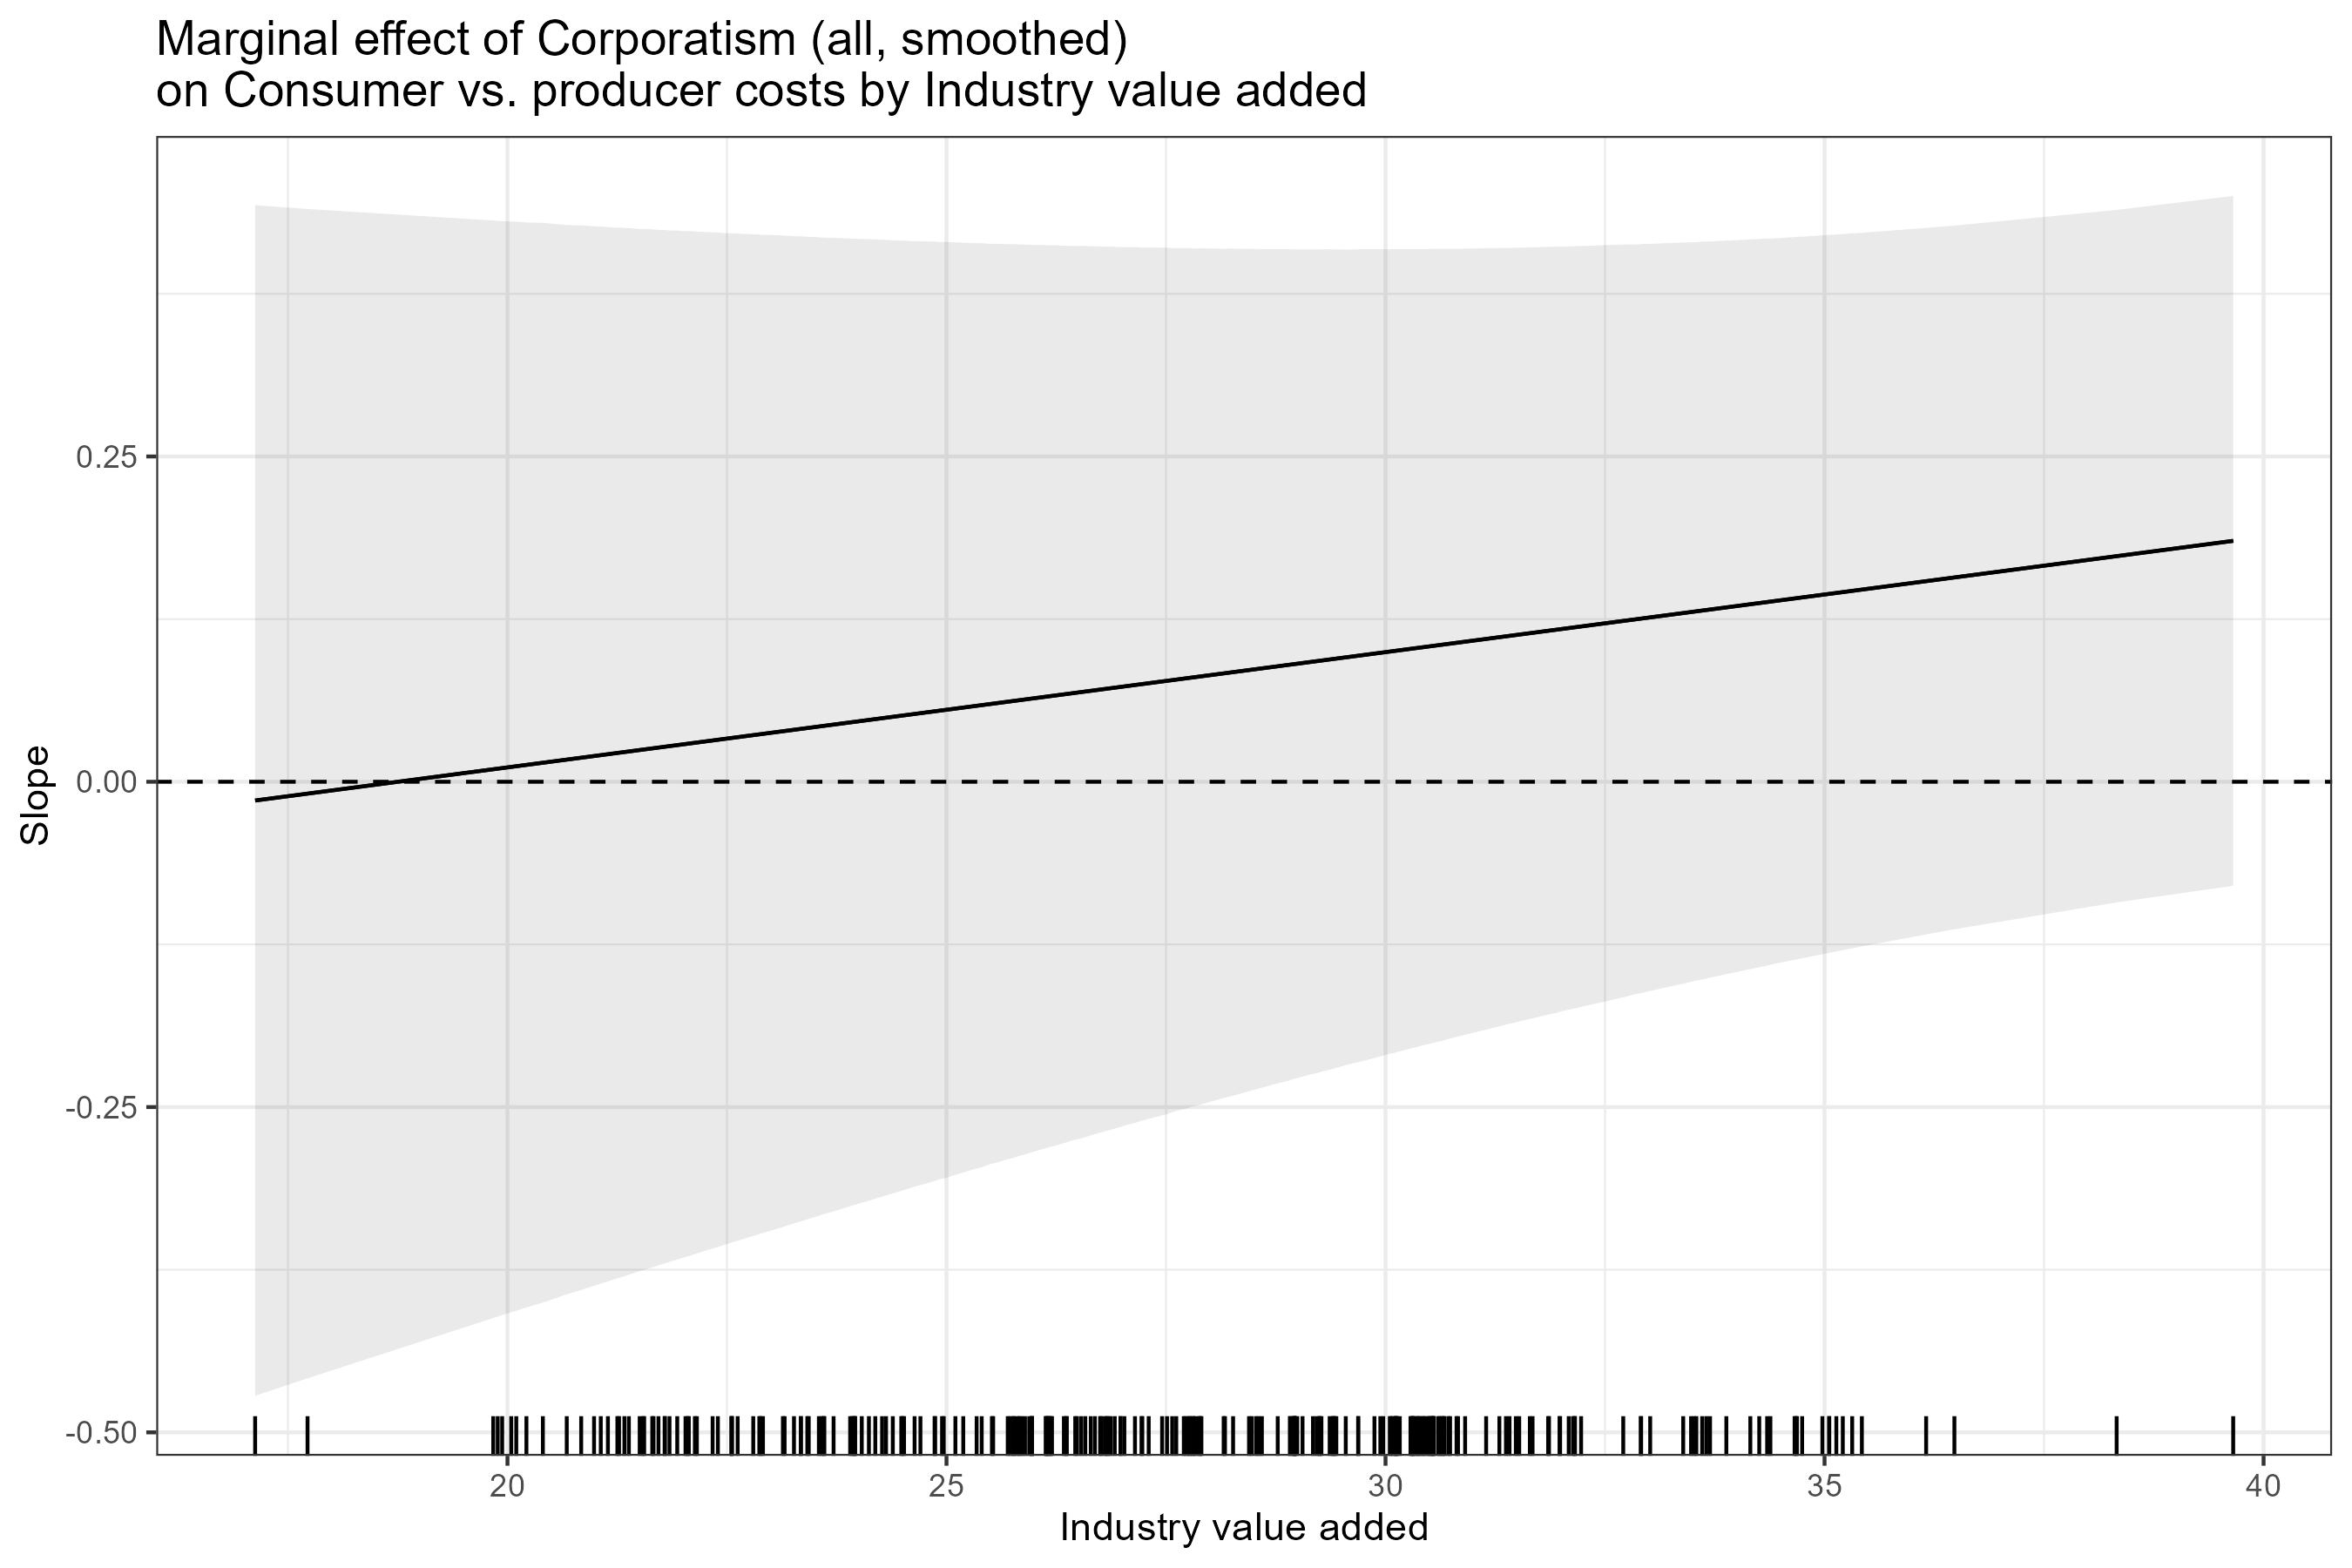 Marginal effect of Corporatism (all, smoothed)
on Consumer vs. producer costs by Industry value added
Slope
0.25
0.00
-0.25
-0.50
20
25
30
35
40
Industry value added